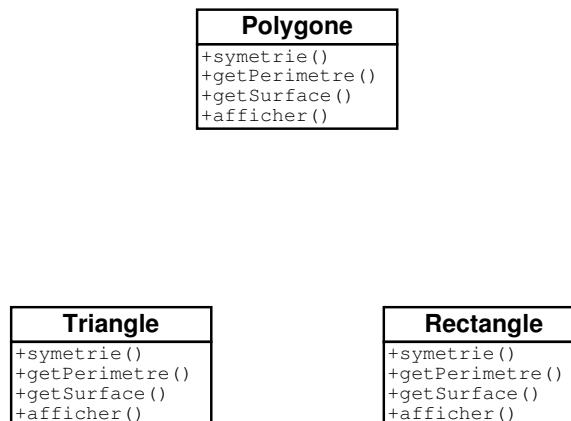 Polygone
+symetrie()
+getPerimetre()
+getSurface()
+afficher()
Triangle
+symetrie()
+getPerimetre()
+getSurface()
+afficher()
Rectangle
+symetrie()
+getPerimetre()
+getSurface()
+afficher()